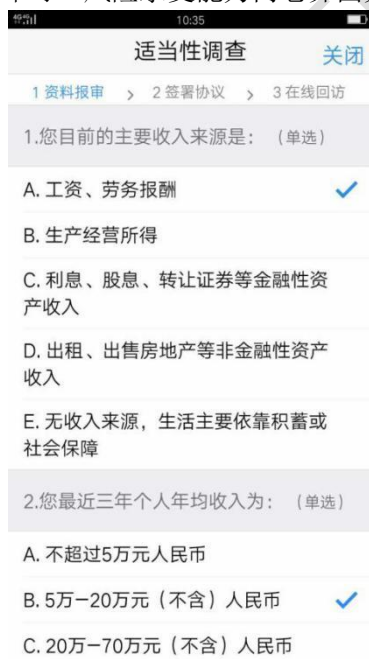 10:35
适当性调查
关闭
1 资料报审 > 2 签署协议 > 3 在线回访
1.您目前的主要收入来源是： （单选）
A. 工资、劳务报酬
B. 生产经营所得
C. 利息、股息、转让证券等金融性资
产收入
D. 出租、出售房地产等非金融性资产
收入
E. 无收入来源，生活主要依靠积蓄或
社会保障
2.您最近三年个人年均收入为： （单选）
A. 不超过5万元人民币
B. 5万—20万元（不含）人民币
C. 20万—70万元（不含）人民币